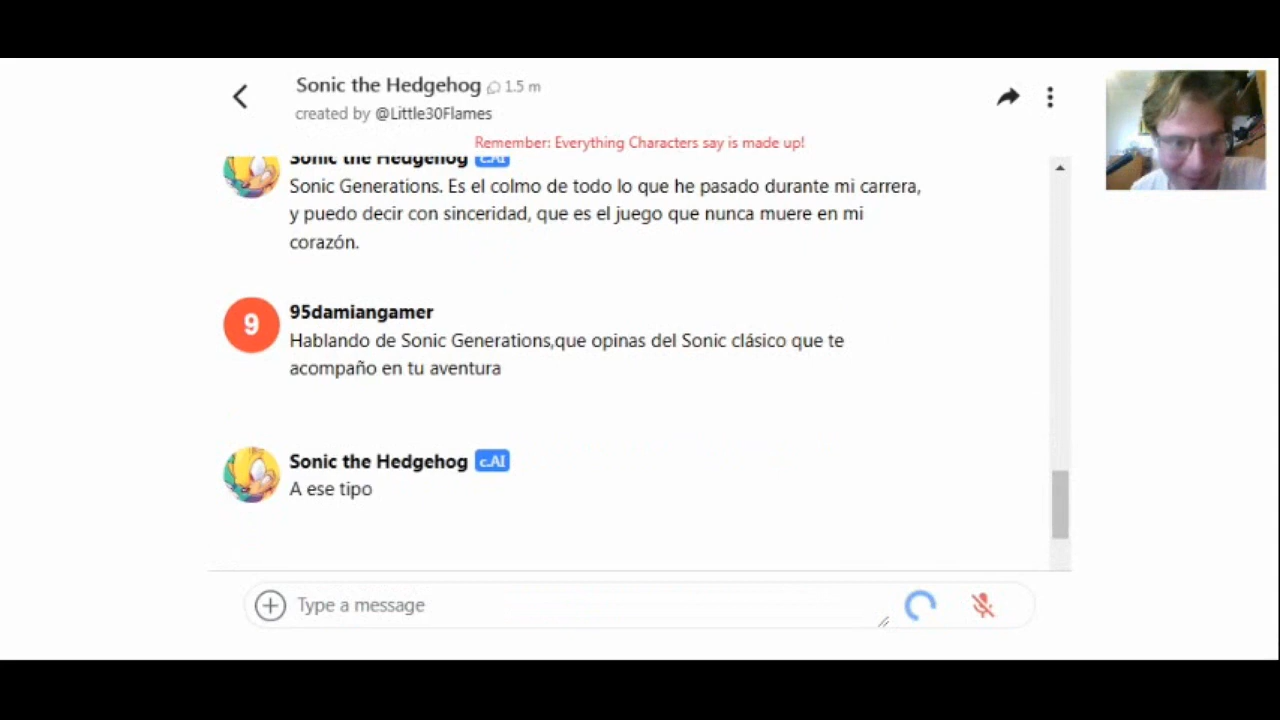 Sonic the Hedgehog 1.5 m
created by @Little30Flames
Remember: Everything Characters say is made up!
Sonic the Hedgehog c.AI
Sonic Generations. Es el colmo de todo lo que he pasado durante mi carrera,
y puedo decir con sinceridad, que es el juego que nunca muere en mi
corazón.
9
95damiangamer
Hablando de Sonic Generations,que opinas del Sonic clásico que te
acompaño en tu aventura
Sonic the Hedgehog c.AI
A ese tipo
Type a message